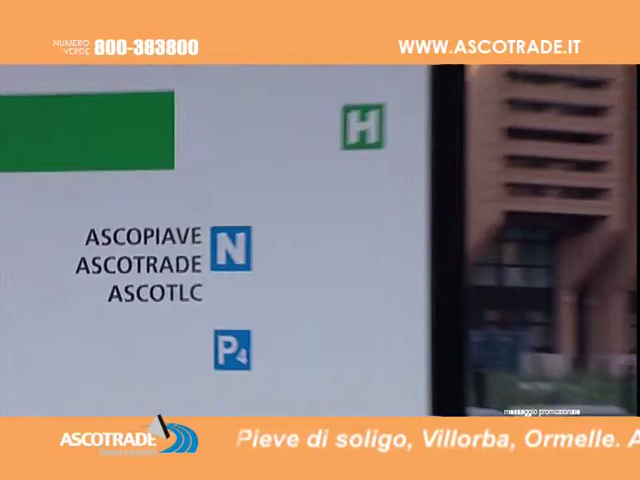 NUMERO VERDE 800-383800
WWW.ASCOTRADE.IT
H
ASCOPIAVE N
ASCOTRADE
ASCOTLC
P4
messaggio promozionale
ASCOTRADE
Pieve di soligo, Villorba, Ormelle. A